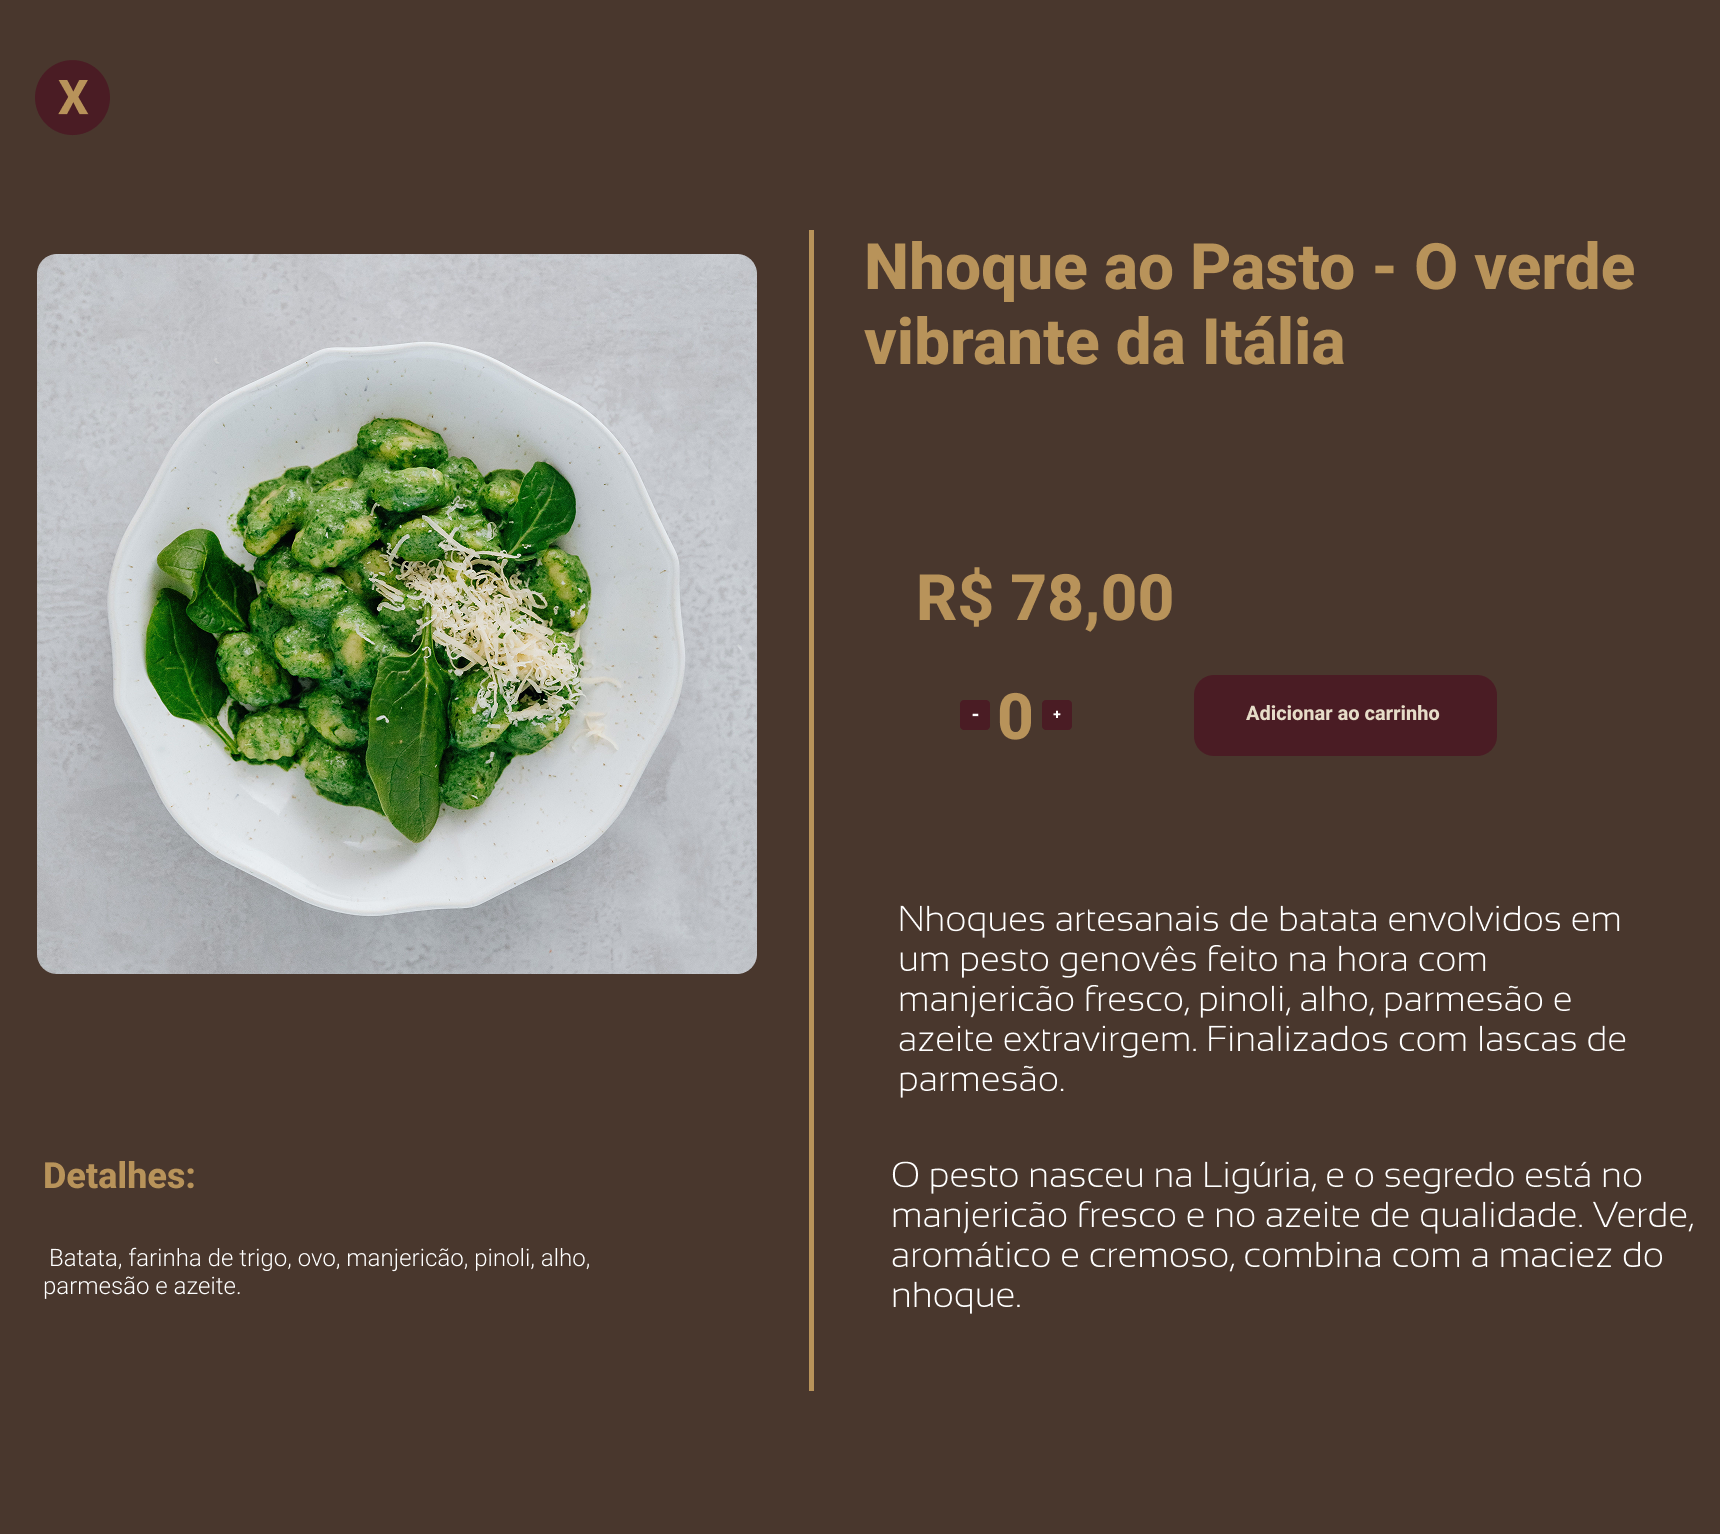 X
Nhoque ao Pasto - O verde
vibrante da Itália
R$ 78,00
- 0 +
Adicionar ao carrinho
Nhoques artesanais de batata envolvidos em
um pesto genovês feito na hora com
manjericão fresco, pinoli, alho, parmesão e
azeite extravirgem. Finalizados com lascas de
parmesão.
O pesto nasceu na Ligúria, e o segredo está no
manjericão fresco e no azeite de qualidade. Verde,
aromático e cremoso, combina com a maciez do
nhoque.
Detalhes:
Batata, farinha de trigo, ovo, manjericão, pinoli, alho,
parmesão e azeite.